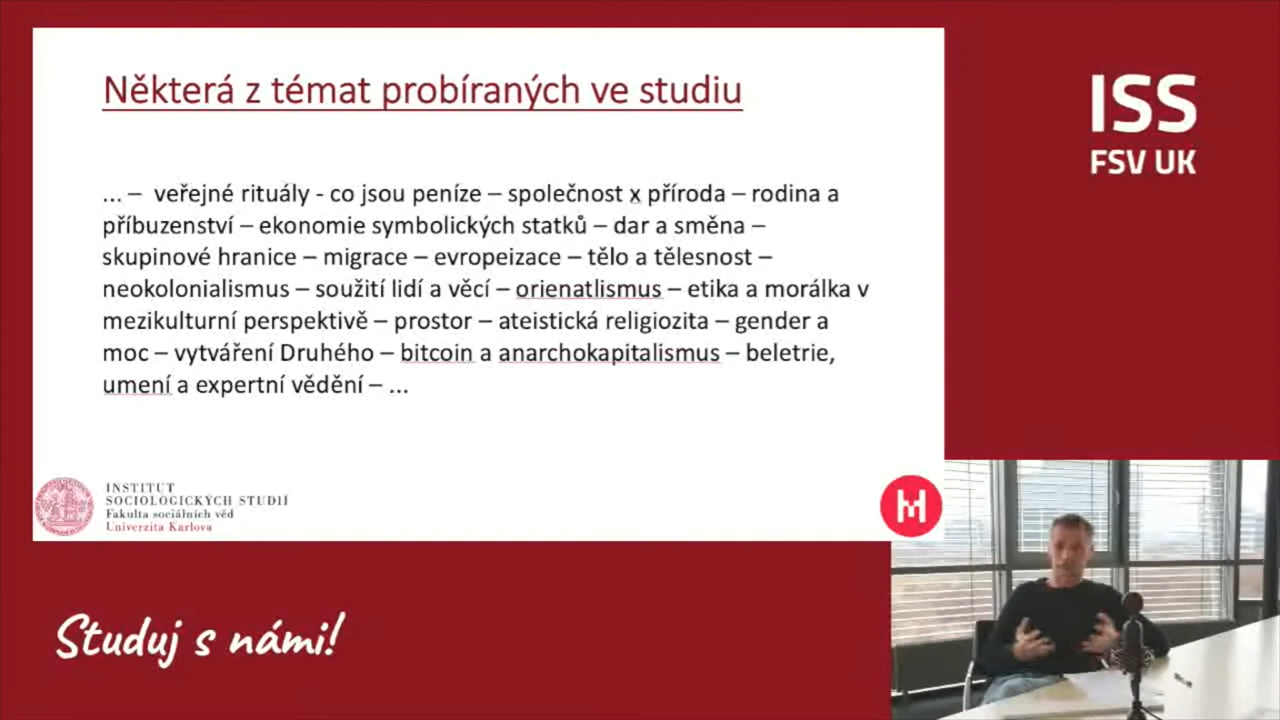 Některá z témat probíraných ve studiu
... – veřejné rituály - co jsou peníze – společnost x příroda – rodina a
příbuzenství – ekonomie symbolických statků – dar a směna –
skupinové hranice – migrace – evropeizace – tělo a tělesnost –
neokolonialismus – soužití lidí a věcí – orienatlismus – etika a morálka v
mezikulturní perspektivě – prostor – ateistická religiozita – gender a
moc – vytváření Druhého – bitcoin a anarchokapitalismus – beletrie,
umení a expertní vědění – ...
INSTITUT
SOCIOLOGICKÝCH STUDIÍ
Fakulta sociálních věd
Univerzita Karlova
M
ISS
FSV UK
Studuj s námi!